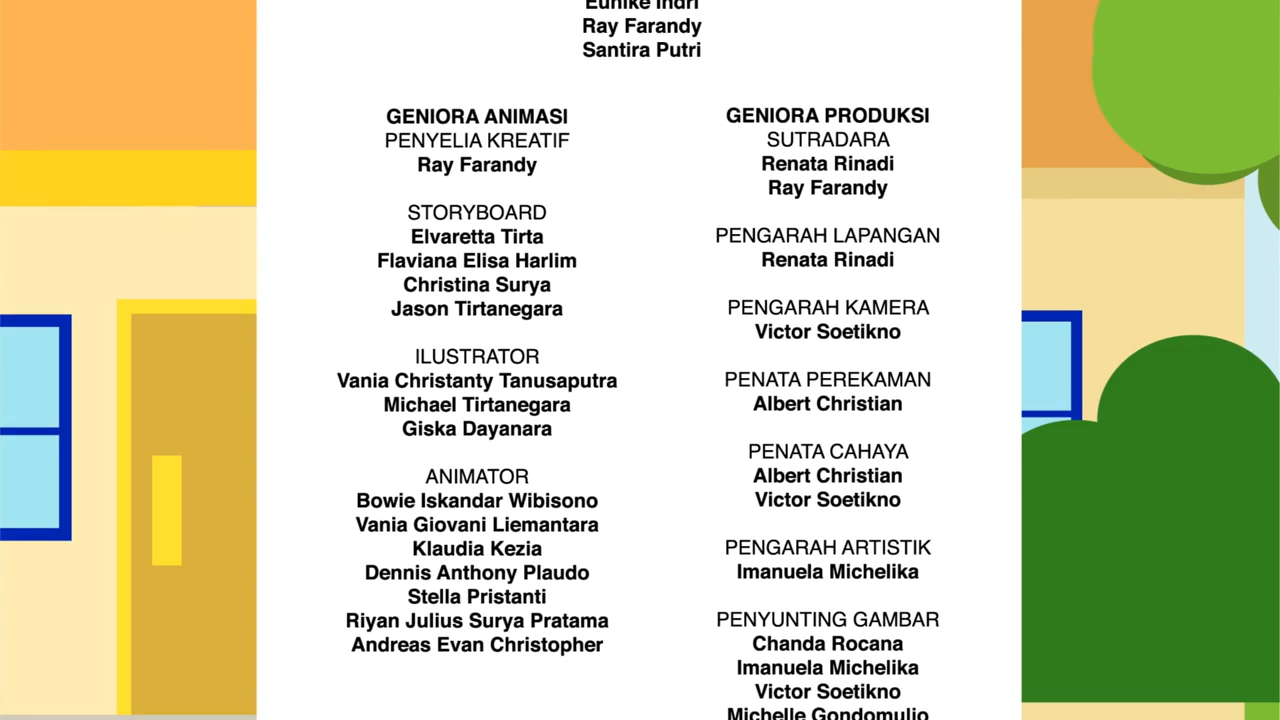 Eunike Indri
Ray Farandy
Santira Putri
GENIORA ANIMASI
PENYELIA KREATIF
Ray Farandy
STORYBOARD
Elvaretta Tirta
Flaviana Elisa Harlim
Christina Surya
Jason Tirtanegara
ILUSTRATOR
Vania Christanty Tanusaputra
Michael Tirtanegara
Giska Dayanara
ANIMATOR
Bowie Iskandar Wibisono
Vania Giovani Liemantara
Klaudia Kezia
Dennis Anthony Plaudo
Stella Pristanti
Riyan Julius Surya Pratama
Andreas Evan Christopher
GENIORA PRODUKSI
SUTRADARA
Renata Rinadi
Ray Farandy
PENGARAH LAPANGAN
Renata Rinadi
PENGARAH KAMERA
Victor Soetikno
PENATA PEREKAMAN
Albert Christian
PENATA CAHAYA
Albert Christian
Victor Soetikno
PENGARAH ARTISTIK
Imanuela Michelika
PENYUNTING GAMBAR
Chanda Rocana
Imanuela Michelika
Victor Soetikno
Michelle Gondomulio